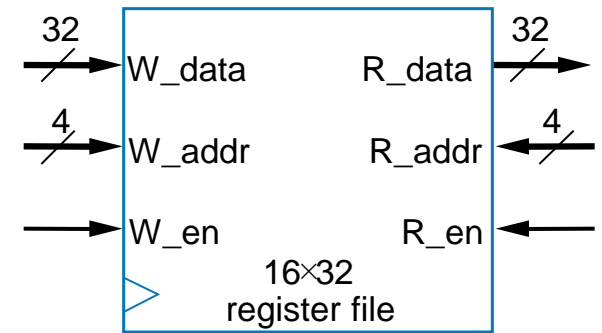 32 32
W_data R_data
4 4
W_addr R_addr
W_en R_en
16×32
register file